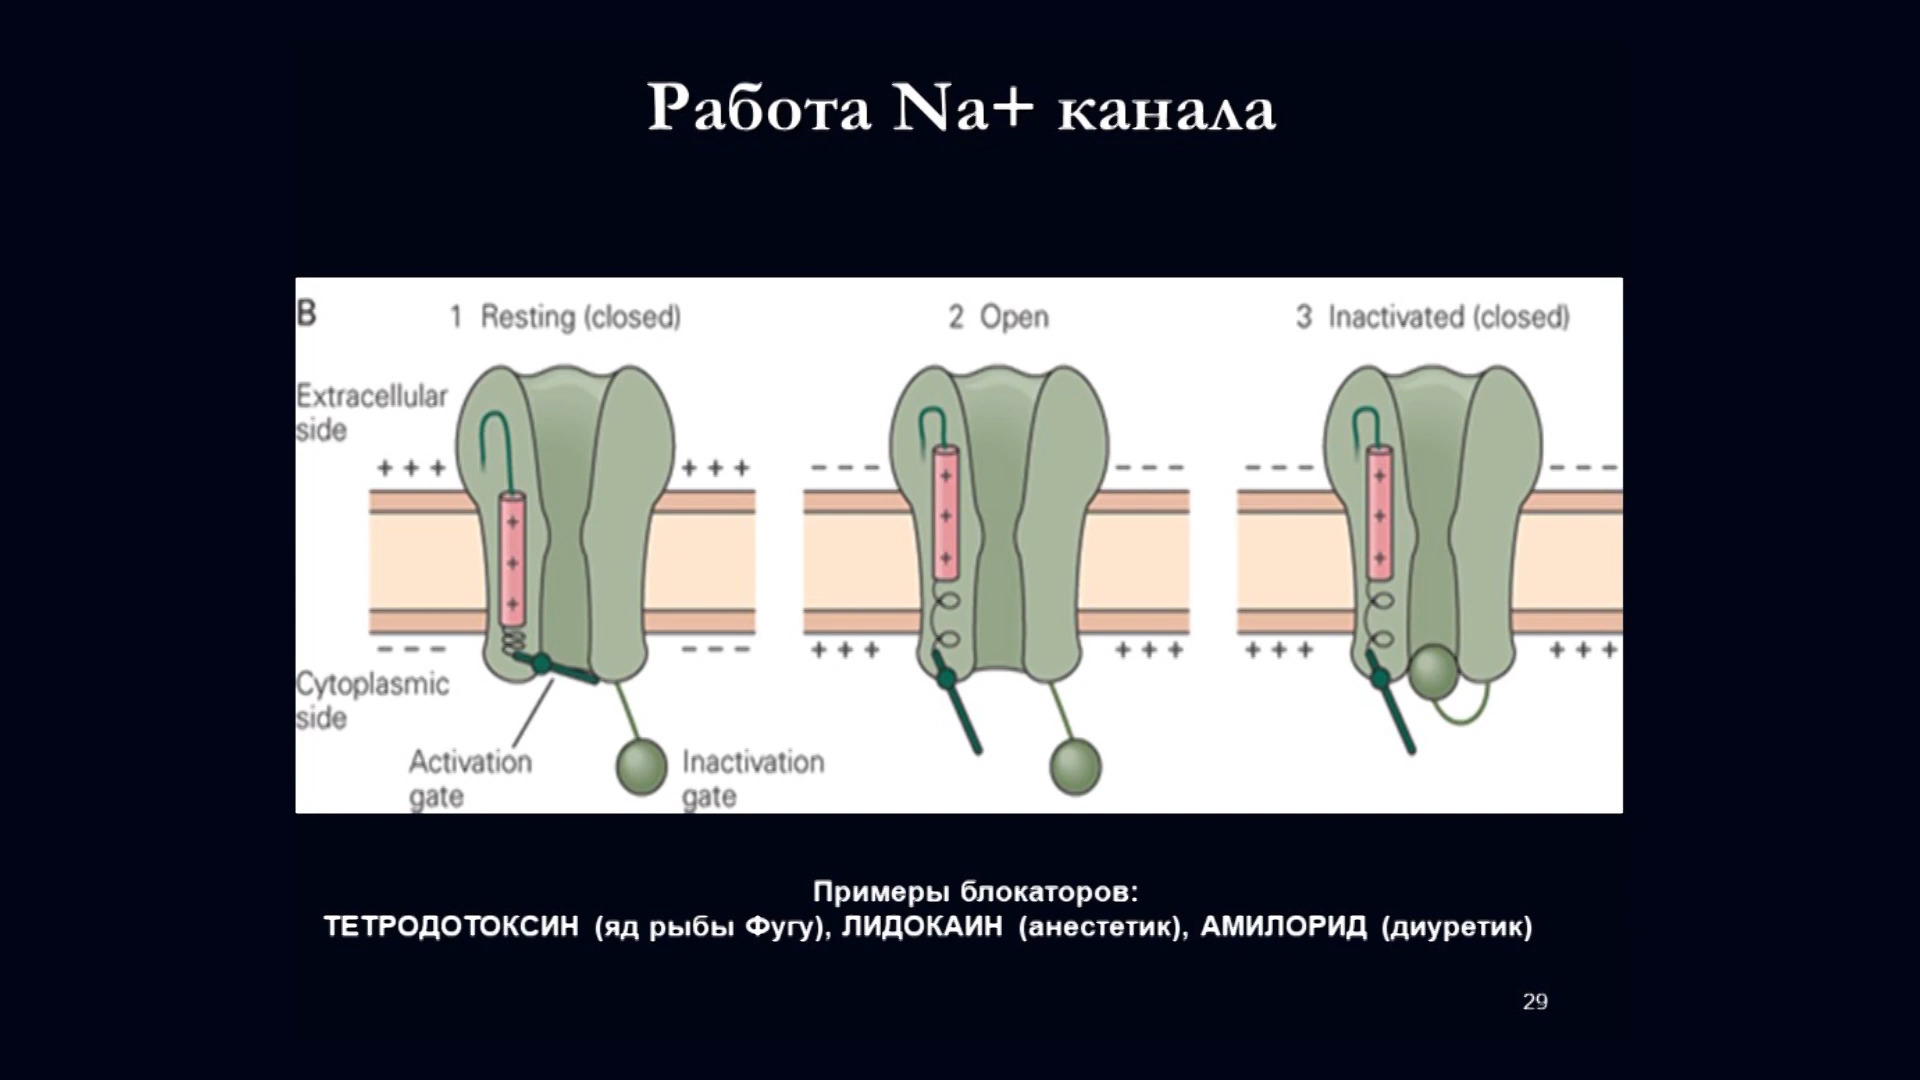 Работа Na+ канала
B
1 Resting (closed)
2 Open
3 Inactivated (closed)
Extracellular
side
+ + +
+ + +
- - -
- - -
- - -
- - -
+
+
+
+
+
+
+
+
+
- - -
- - -
+ + +
+ + +
+ + +
+ + +
Cytoplasmic
side
Activation
gate
Inactivation
gate
Примеры блокаторов:
ТЕТРОДОТОКСИН (яд рыбы Фугу), ЛИДОКАИН (анестетик), АМИЛОРИД (диуретик)
29